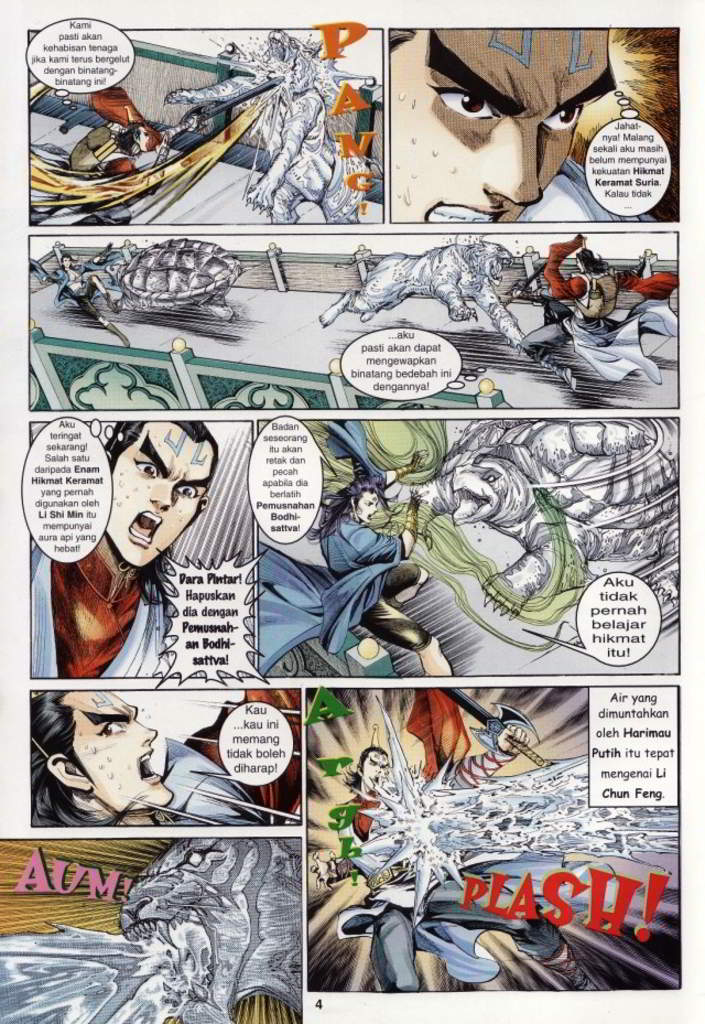 Kami
pasti akan
kehabisan tenaga
jika kami terus bergelut
dengan binatang-
binatang ini!
PANG!
Jahat-
nya! Malang
sekali aku masih
belum mempunyai
kekuatan Hikmat
Keramat Suria.
Kalau tidak
...
...aku
pasti akan dapat
mengewapkan
binatang bedebah ini
dengannya!
Aku
teringat
sekarang!
Salah satu
daripada Enam
Hikmat Keramat
yang pernah
digunakan oleh
Li Shi Min itu
mempunyai
aura api yang
hebat!
Dara Pintar!
Hapuskan
dia dengan
Pemusnah-
an Bodhi-
sattva!
Badan
seseorang
itu akan
retak dan
pecah
apabila dia
berlatih
Pemusnahan
Bodhi-
sattva!
Aku
tidak
pernah
belajar
hikmat
itu!
Kau
...kau ini
memang
tidak boleh
diharap!
AUM!
Argh!
Air yang
dimuntahkan
oleh Harimau
Putih itu tepat
mengenai Li
Chun Feng.
PLASH!
4